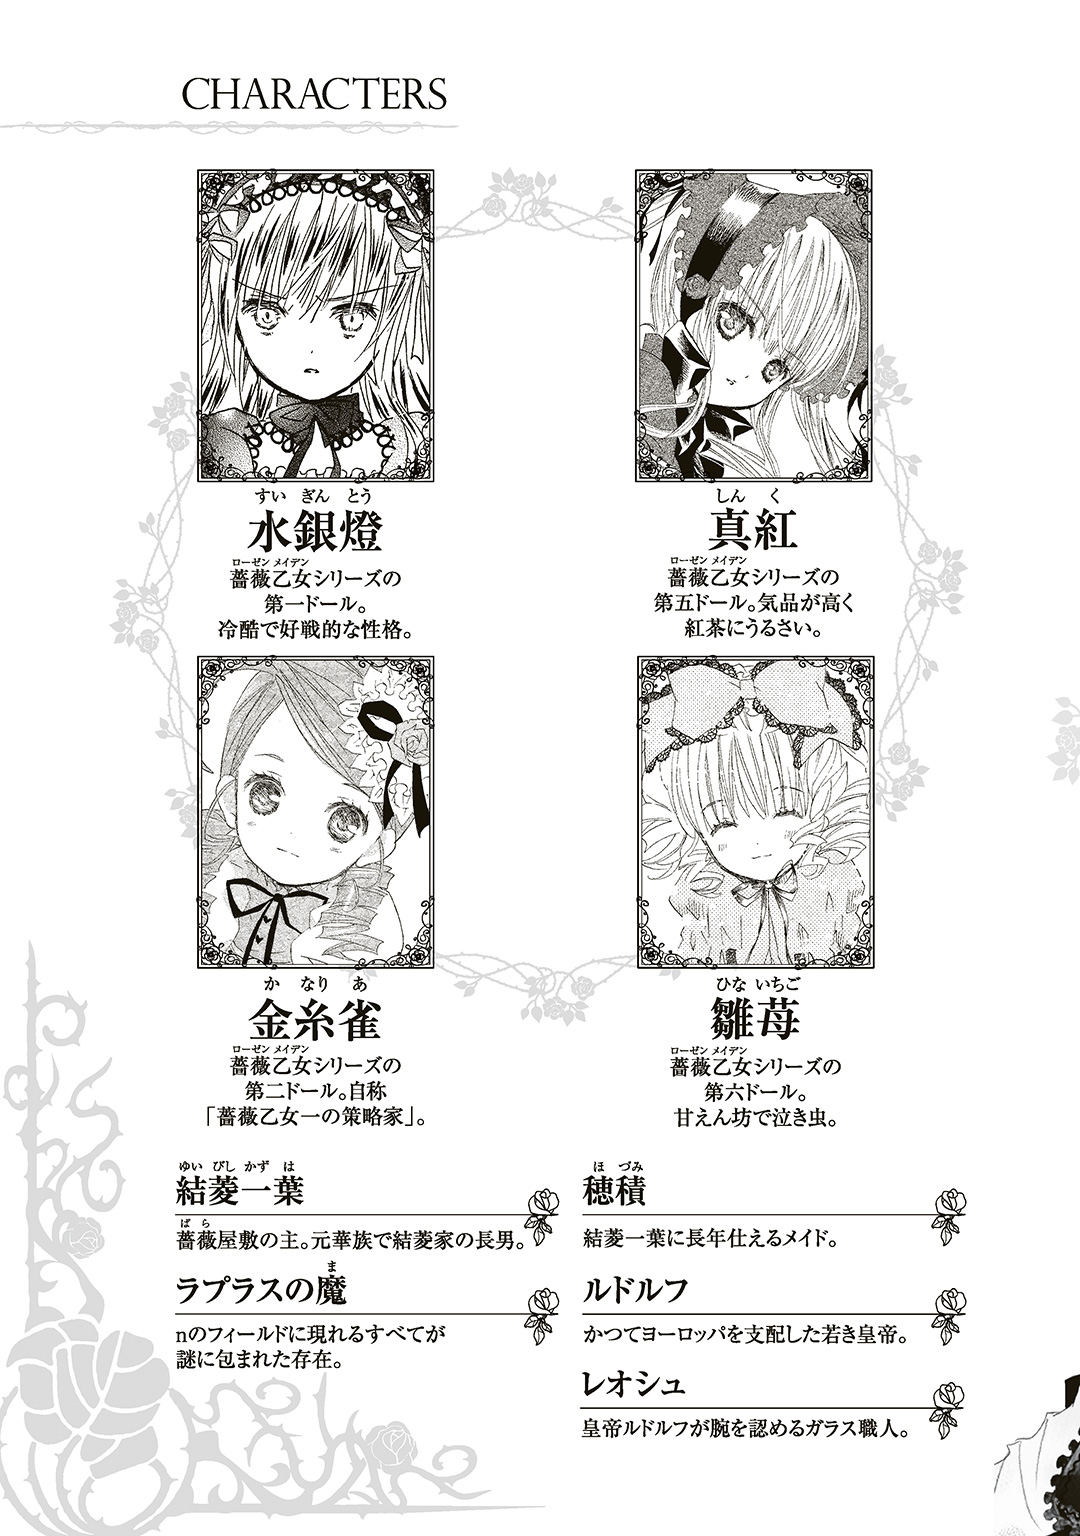 CHARACTERS
すい ぎん とう
水銀燈
ローゼン メイデン
薔薇乙女シリーズの
第一ドール。
冷酷で好戦的な性格。
しん く
真紅
ローゼン メイデン
薔薇乙女シリーズの
第五ドール。気品が高く
紅茶にうるさい。
か なり あ
金糸雀
ローゼン メイデン
薔薇乙女シリーズの
第二ドール。自称
「薔薇乙女一の策略家」。
ひな いちご
雛苺
ローゼン メイデン
薔薇乙女シリーズの
第六ドール。
甘えん坊で泣き虫。
ゆい びし かず は
結菱一葉
ばら
薔薇屋敷の主。元華族で結菱家の長男。
ま
ラプラスの魔
nのフィールドに現れるすべてが
謎に包まれた存在。
ほ づみ
穂積
結菱一葉に長年仕えるメイド。
ルドルフ
かつてヨーロッパを支配した若き皇帝。
レオシュ
皇帝ルドルフが腕を認めるガラス職人。